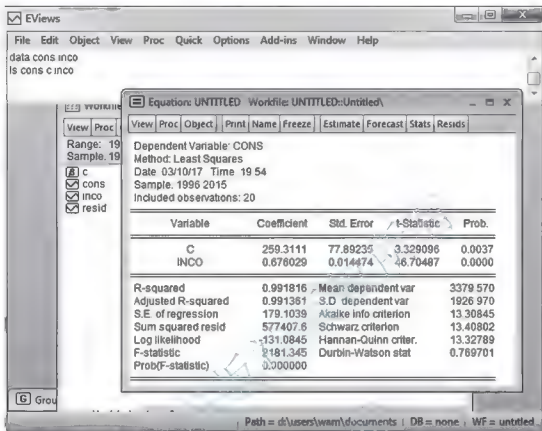 EViews
File Edit Object View Proc Quick Options Add-ins Window Help
data cons inco
ls cons c inco
Workfile
View Proc
Range: 19
Sample. 19
c
cons
inco
resid
Equation: UNTITLED Workfile: UNTITLED::Untitled\
View Proc Object Print Name Freeze Estimate Forecast Stats Resids
Dependent Variable: CONS
Method: Least Squares
Date 03/10/17 Time 19 54
Sample. 1996 2015
Included observations: 20
Variable Coefficient Std. Error t-Statistic Prob.
C 259.3111 77.89235 3.329096 0.0037
INCO 0.676029 0.014474 46.70487 0.0000
R-squared 0.991816 Mean dependent var 3379 570
Adjusted R-squared 0.991361 S.D dependent var 1926 970
S.E. of regression 179.1039 Akaike info criterion 13.30845
Sum squared resid 577407.6 Schwarz criterion 13.40802
Log likelihood -131.0845 Hannan-Quinn criter. 13.32789
F-statistic 2181.345 Durbin-Watson stat 0.769701
Prob(F-statistic) 0.000000
G Grou
Path = d:\users\wam\documents DB = none WF = untitled